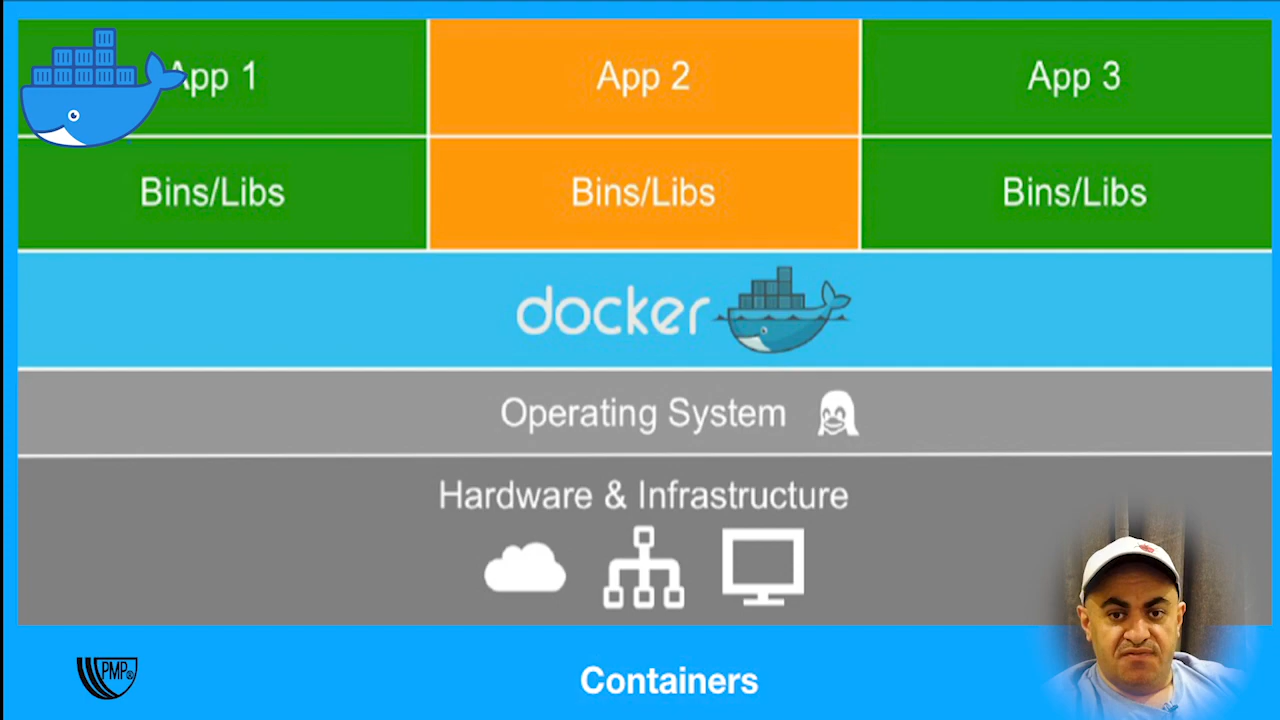 App 1
App 2
App 3
Bins/Libs
Bins/Libs
Bins/Libs
docker
Operating System
Hardware & Infrastructure
PMP®
Containers